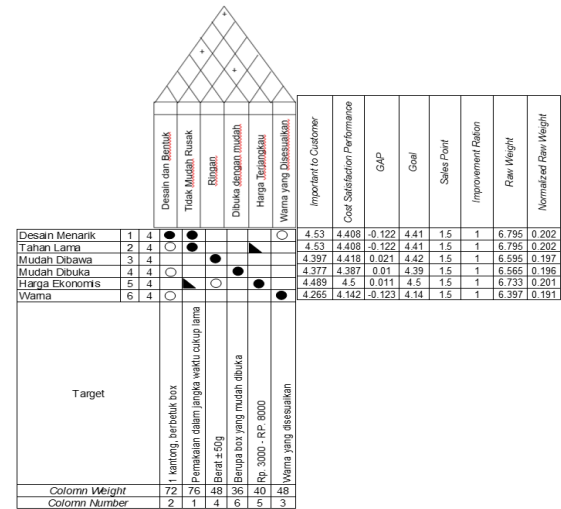 +
+
+
Desain dan Bentuk
Tidak Mudah Rusak
Ringan
Dibuka dengan mudah
Harga Terjangkau
Warna yang Disesuaikan
Important to Customer
Cost Satisfaction Performance
GAP
Goal
Sales Point
Improvement Ration
Raw Weight
Normalized Raw Weight
Desain Menarik 1 4 4.53 4.408 -0.122 4.41 1.5 1 6.795 0.202
Tahan Lama 2 4 4.53 4.408 -0.122 4.41 1.5 1 6.795 0.202
Mudah Dibawa 3 4 4.397 4.418 0.021 4.42 1.5 1 6.595 0.197
Mudah Dibuka 4 4 4.377 4.387 0.01 4.39 1.5 1 6.565 0.196
Harga Ekonomis 5 4 4.489 4.5 0.011 4.5 1.5 1 6.733 0.201
Warna 6 4 4.265 4.142 -0.123 4.14 1.5 1 6.397 0.191
Target
1 kantong, berbetuk box
Pemakaian dalam jangka waktu cukup lama
Berat ± 50g
Berupa box yang mudah dibuka
Rp. 3000 - RP. 8000
Warna yang disesuaikan
Colomn Weight 72 76 48 36 40 48
Colomn Number 2 1 4 6 5 3